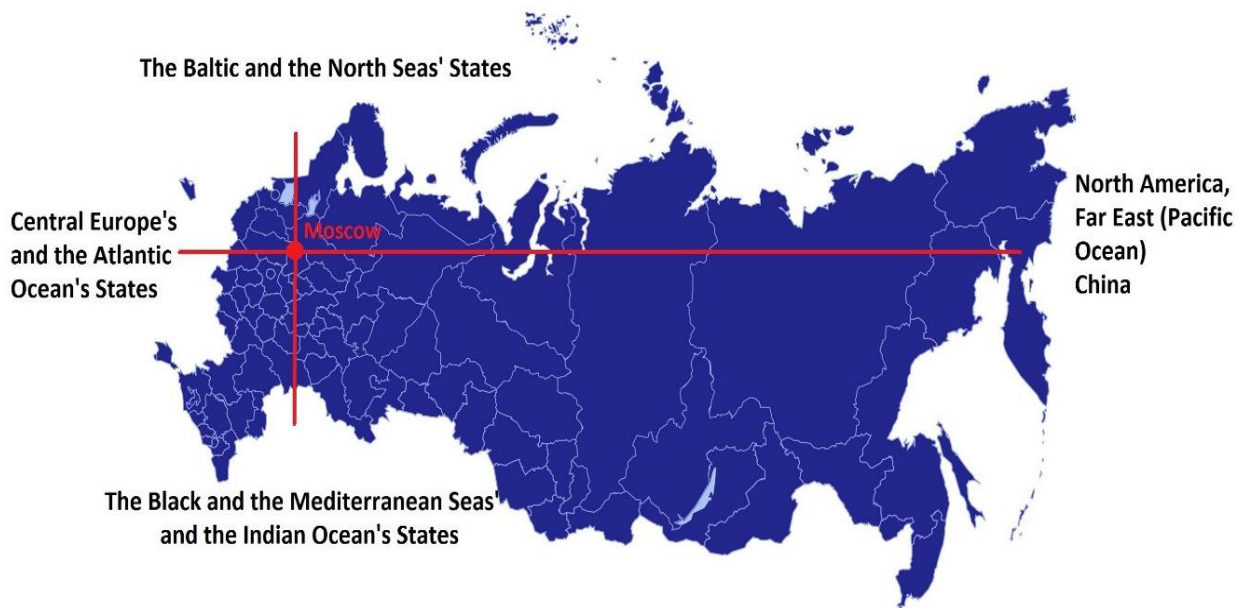 The Baltic and the North Seas' States
Moscow
Central Europe's
and the Atlantic
Ocean's States
North America,
Far East (Pacific
Ocean)
China
The Black and the Mediterranean Seas'
and the Indian Ocean's States